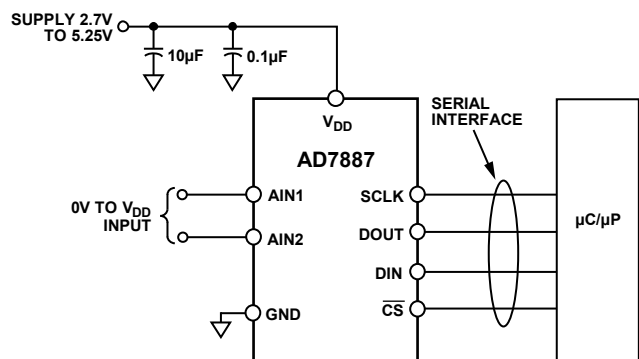 SUPPLY 2.7V
TO 5.25V
10µF
0.1µF
SERIAL
INTERFACE
VDD
AD7887
0V TO VDD
INPUT
AIN1
AIN2
GND
SCLK
DOUT
DIN
C̅S̅
µC/µP